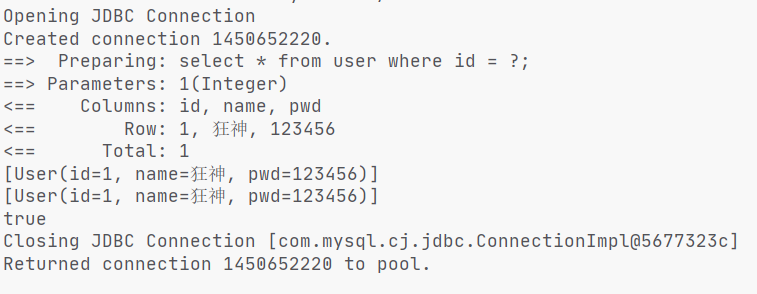 Opening JDBC Connection
Created connection 1450652220.
==>  Preparing: select * from user where id = ?;
==> Parameters: 1(Integer)
<==    Columns: id, name, pwd
<==        Row: 1, 狂神, 123456
<==      Total: 1
[User(id=1, name=狂神, pwd=123456)]
[User(id=1, name=狂神, pwd=123456)]
true
Closing JDBC Connection [com.mysql.cj.jdbc.ConnectionImpl@5677323c]
Returned connection 1450652220 to pool.